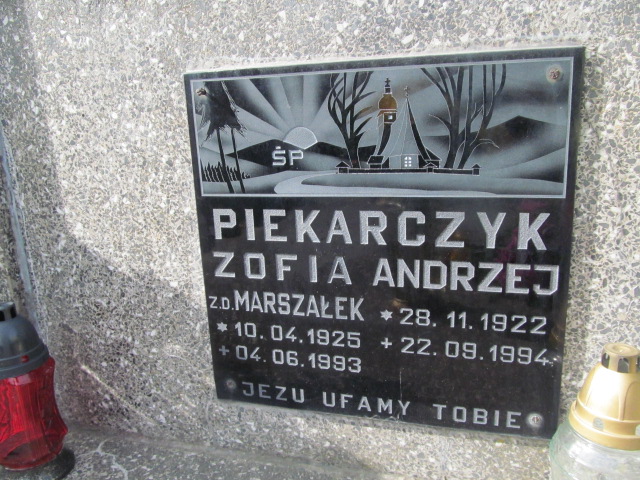 ŚP
PIEKARCZYK
ZOFIA ANDRZEJ
Z.D. MARSZAŁEK * 28.11.1922
* 10.04.1925 + 22.09.1994
+ 04.06.1993
JEZU UFAMY TOBIE